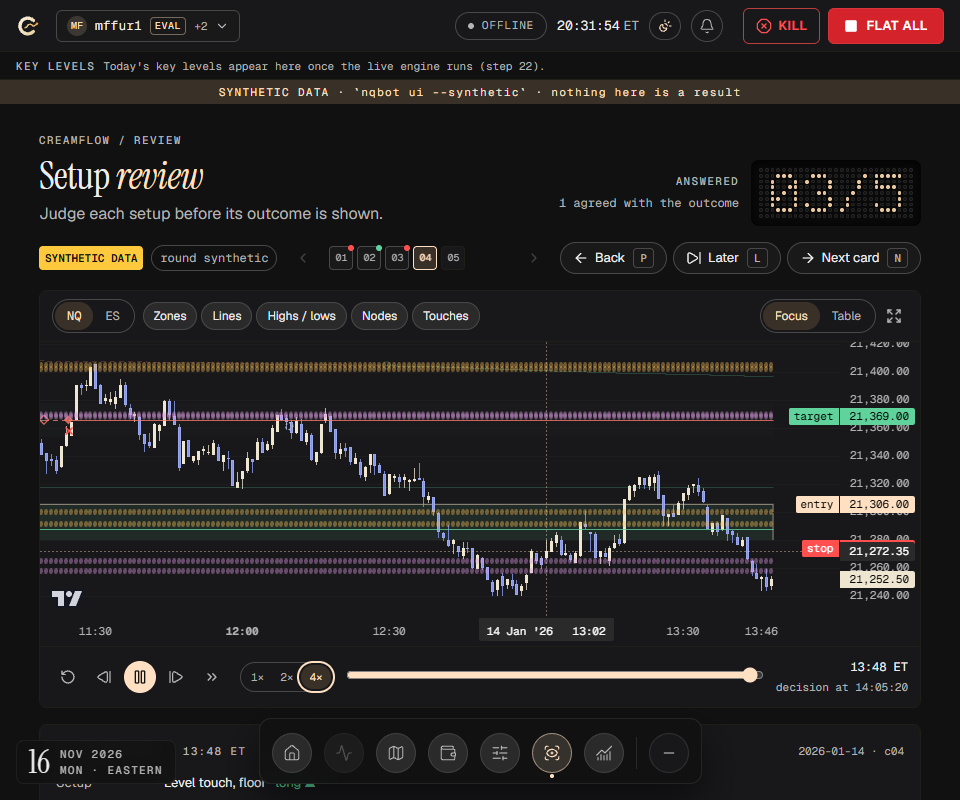 MF mffur1 EVAL +2
OFFLINE
20:31:54 ET
KILL
FLAT ALL
KEY LEVELS Today's key levels appear here once the live engine runs (step 22).
SYNTHETIC DATA · `nqbot ui --synthetic` · nothing here is a result
CREAMFLOW / REVIEW
Setup review
Judge each setup before its outcome is shown.
ANSWERED
1 agreed with the outcome
03/5
SYNTHETIC DATA
round synthetic
01 02 03 04 05
Back P
Later L
Next card N
NQ ES
Zones
Lines
Highs / lows
Nodes
Touches
Focus Table
21,420.00
21,400.00
target 21,369.00
21,360.00
21,340.00
21,320.00
entry 21,306.00
21,280.00
stop 21,272.35
21,260.00
21,252.50
21,240.00
11:30 12:00 12:30 14 Jan '26 13:02 13:30 13:46
1× 2× 4×
13:48 ET
decision at 14:05:20
16 NOV 2026
MON · EASTERN
13:48 ET
2026-01-14 · c04
Setup Level touch, floor long